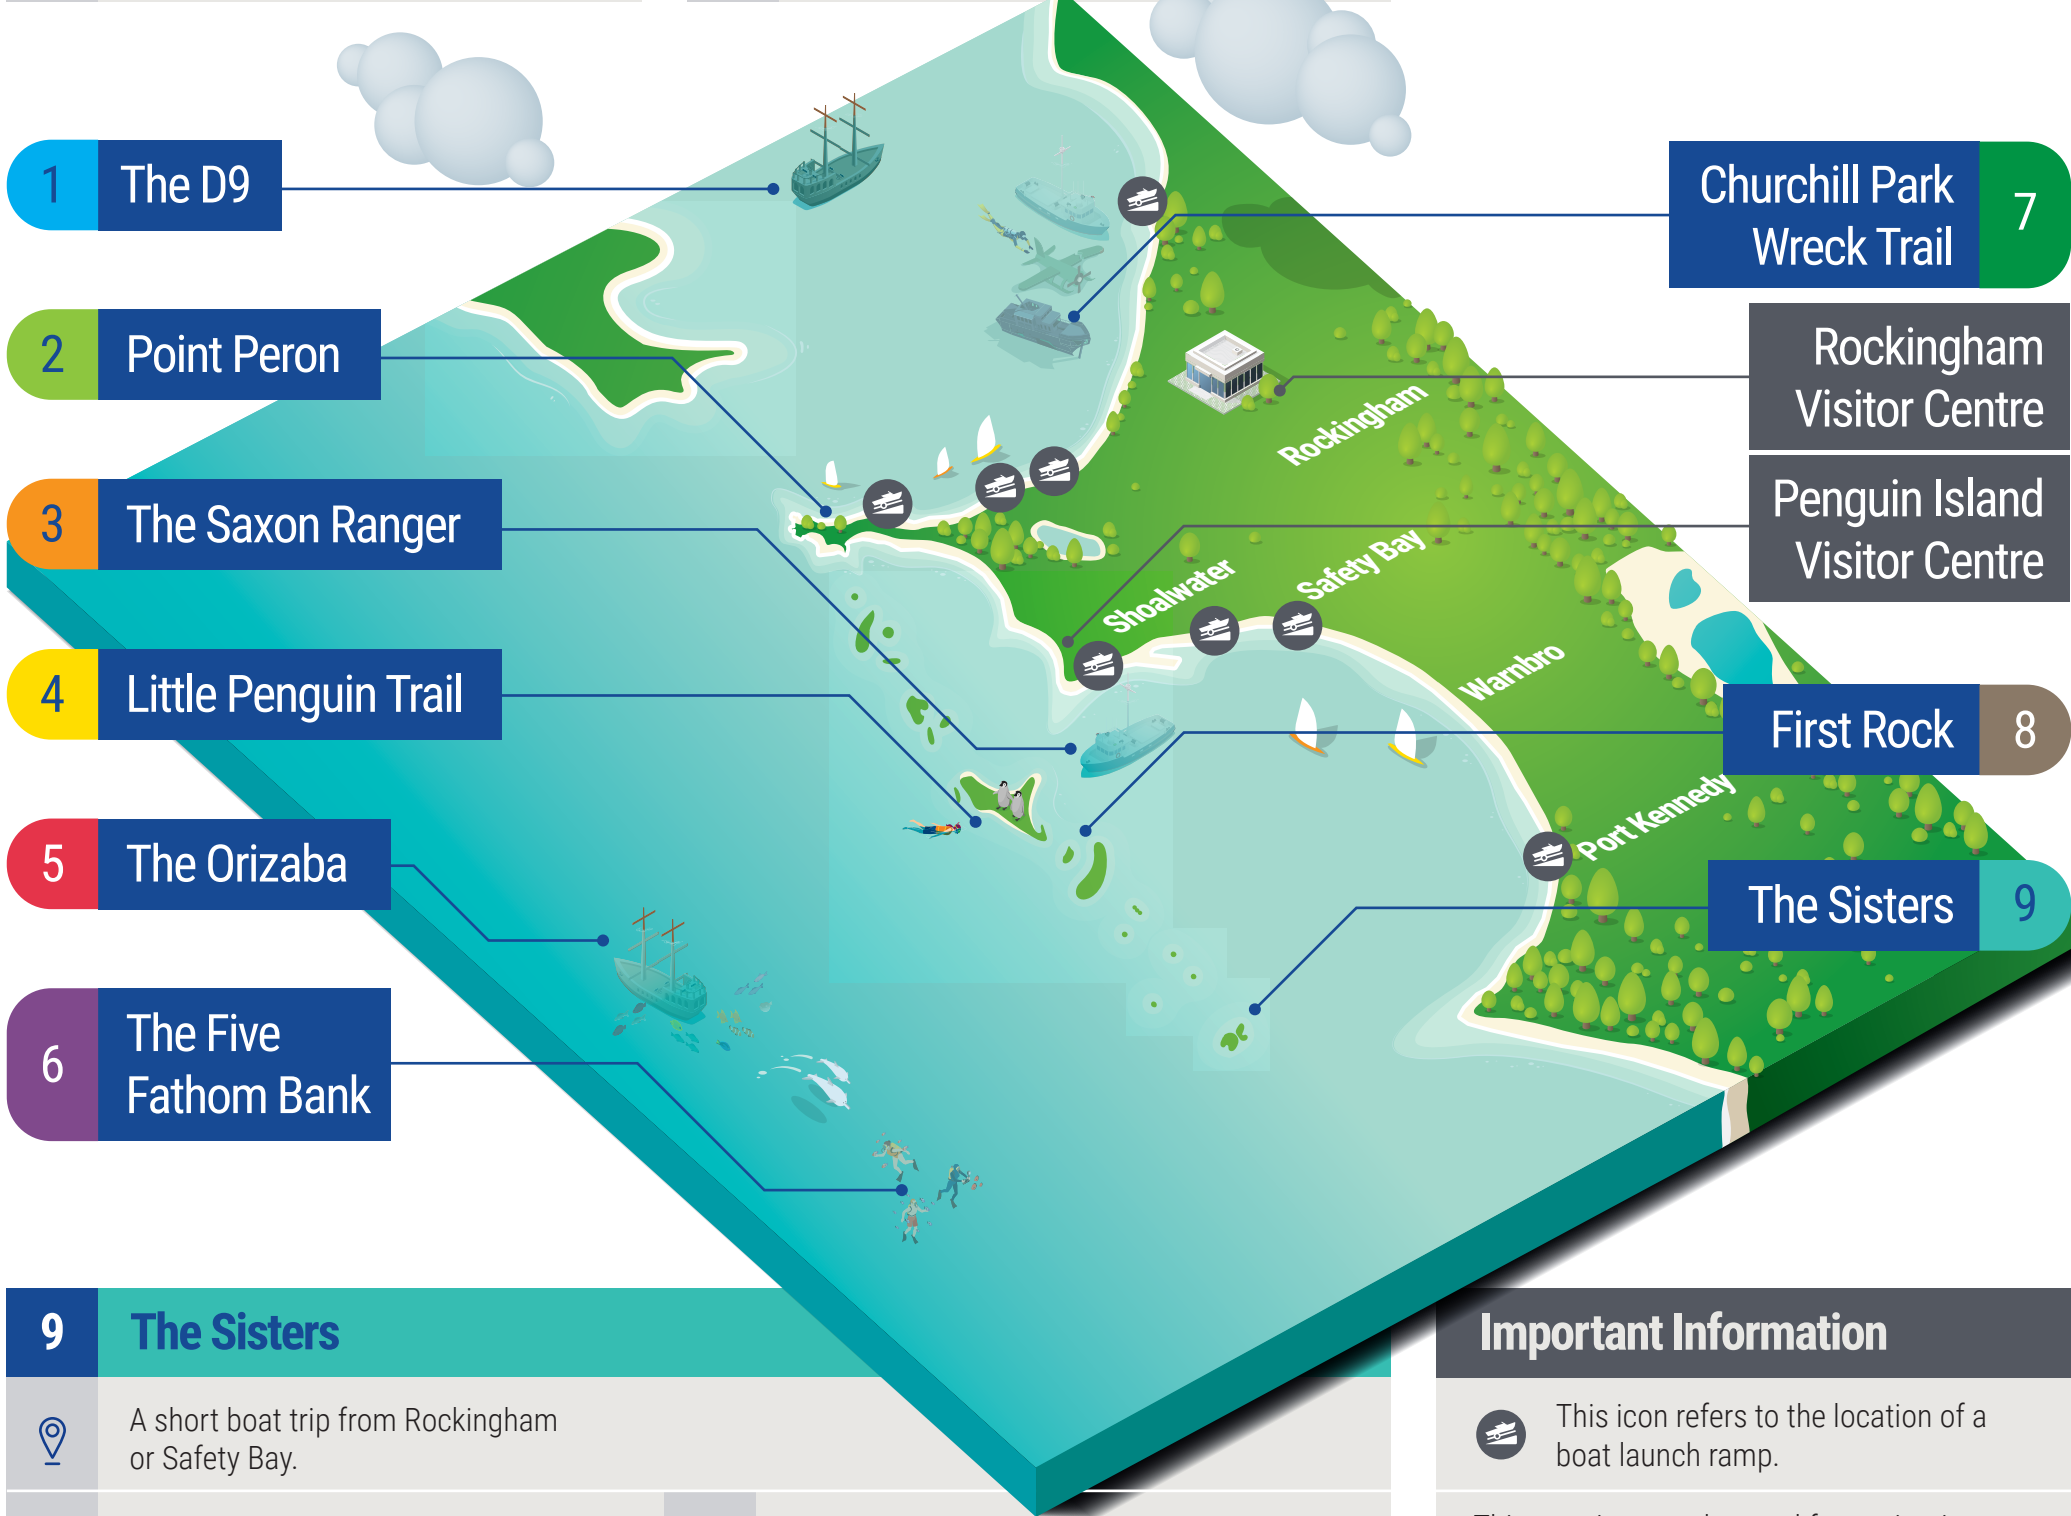 1 The D9
2 Point Peron
3 The Saxon Ranger
4 Little Penguin Trail
5 The Orizaba
6 The Five
Fathom Bank
Churchill Park
Wreck Trail 7
Rockingham
Visitor Centre
Penguin Island
Visitor Centre
First Rock 8
The Sisters 9
Rockingham
Safety Bay
Shoalwater
Warnbro
Port Kennedy
9 The Sisters
A short boat trip from Rockingham
or Safety Bay.
Important Information
This icon refers to the location of a
boat launch ramp.